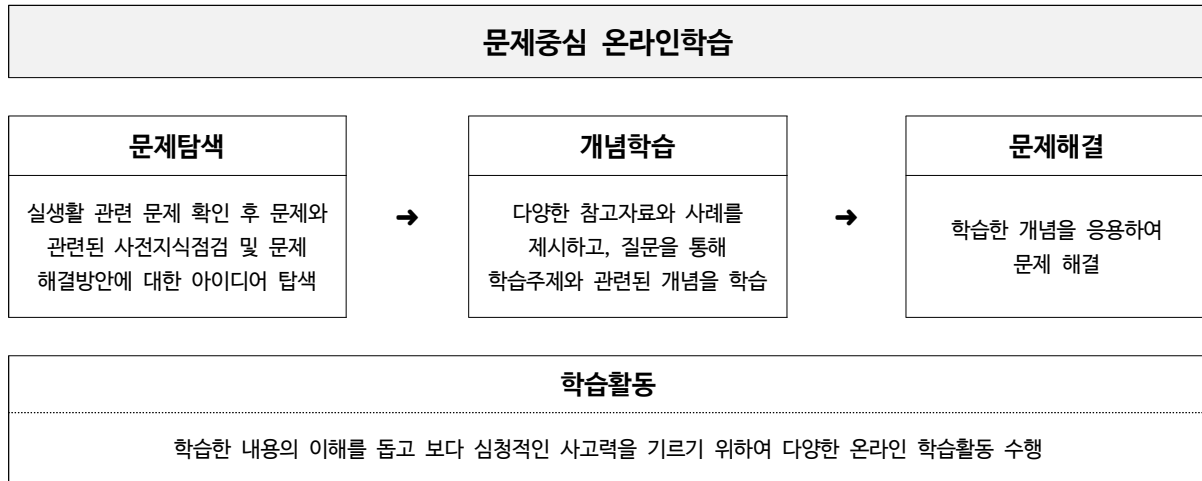 문제중심 온라인학습
문제탐색
실생활 관련 문제 확인 후 문제와
관련된 사전지식점검 및 문제
해결방안에 대한 아이디어 탐색
➜
개념학습
다양한 참고자료와 사례를
제시하고, 질문을 통해
학습주제와 관련된 개념을 학습
➜
문제해결
학습한 개념을 응용하여
문제 해결
학습활동
학습한 내용의 이해를 돕고 보다 심청적인 사고력을 기르기 위하여 다양한 온라인 학습활동 수행